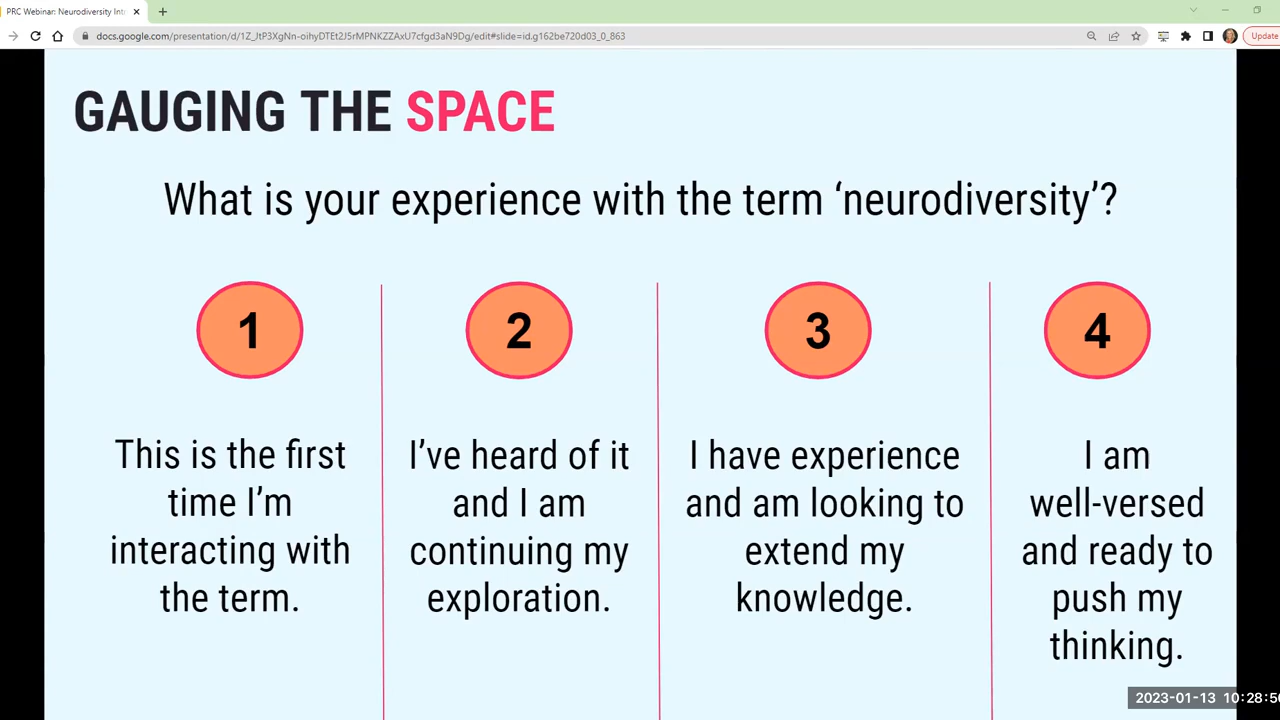 PRC Webinar: Neurodiversity Int
docs.google.com/presentation/d/1Z_JtP3XgNn-oihyDTEt2J5rMPNKZZAxU7cfgd3aN9Dg/edit#slide=id.g162be720d03_0_863
Update
GAUGING THE SPACE
What is your experience with the term ‘neurodiversity’?
1
This is the first
time I’m
interacting with
the term.
2
I’ve heard of it
and I am
continuing my
exploration.
3
I have experience
and am looking to
extend my
knowledge.
4
I am
well-versed
and ready to
push my
thinking.
2023-01-13 10:28:5